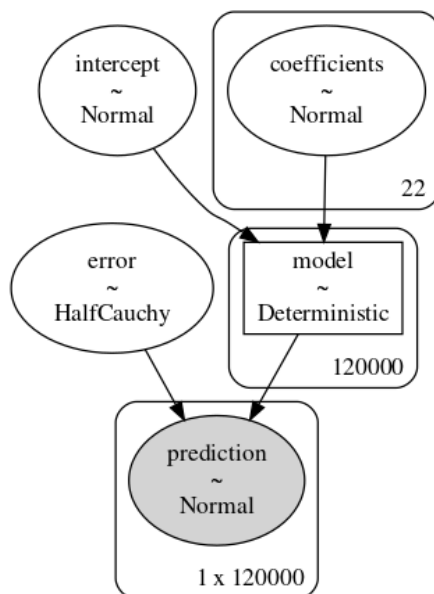 intercept
~
Normal
coefficients
~
Normal
22
error
~
HalfCauchy
model
~
Deterministic
120000
prediction
~
Normal
1 x 120000